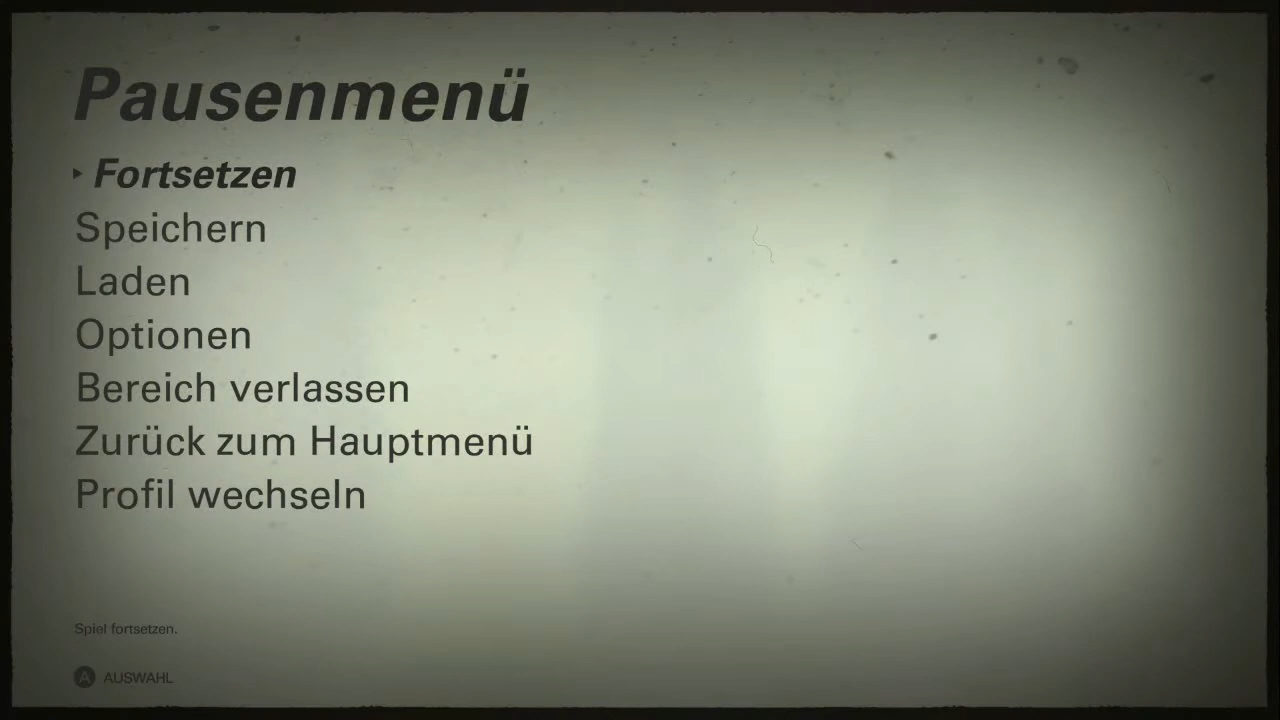 Pausenmenü
Fortsetzen
Speichern
Laden
Optionen
Bereich verlassen
Zurück zum Hauptmenü
Profil wechseln
Spiel fortsetzen.
A AUSWAHL